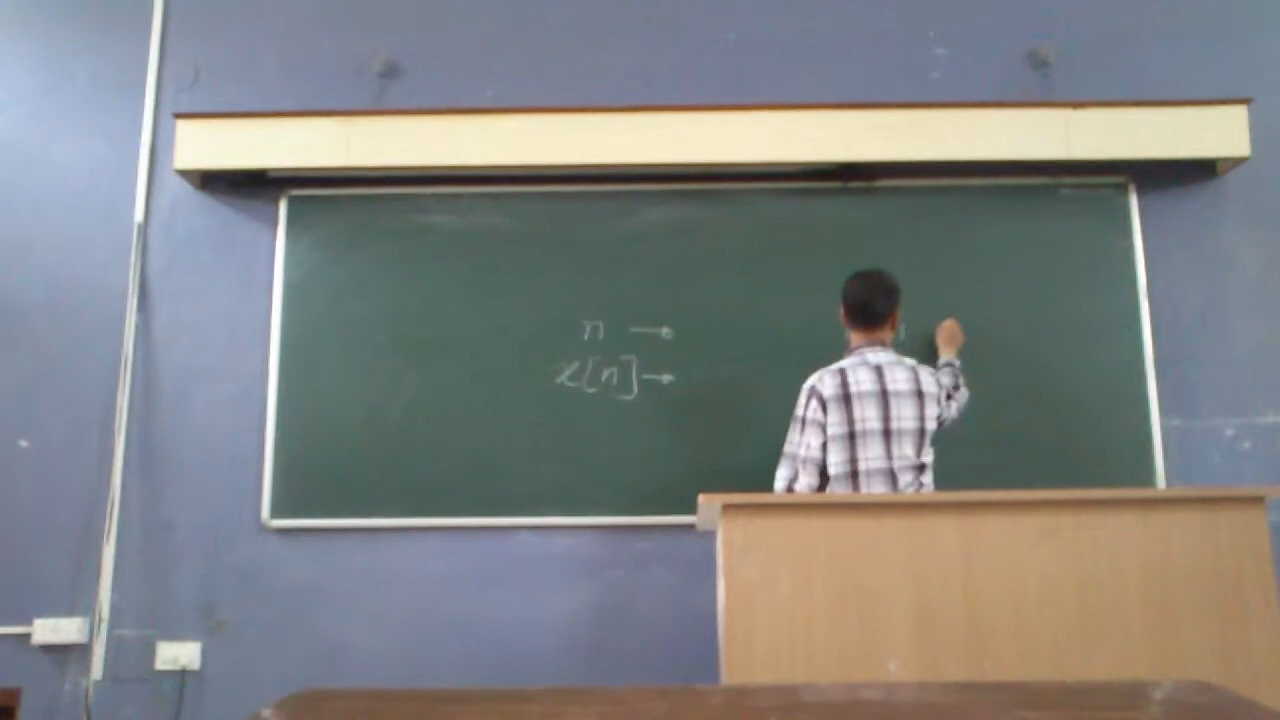 n →
x[n] →